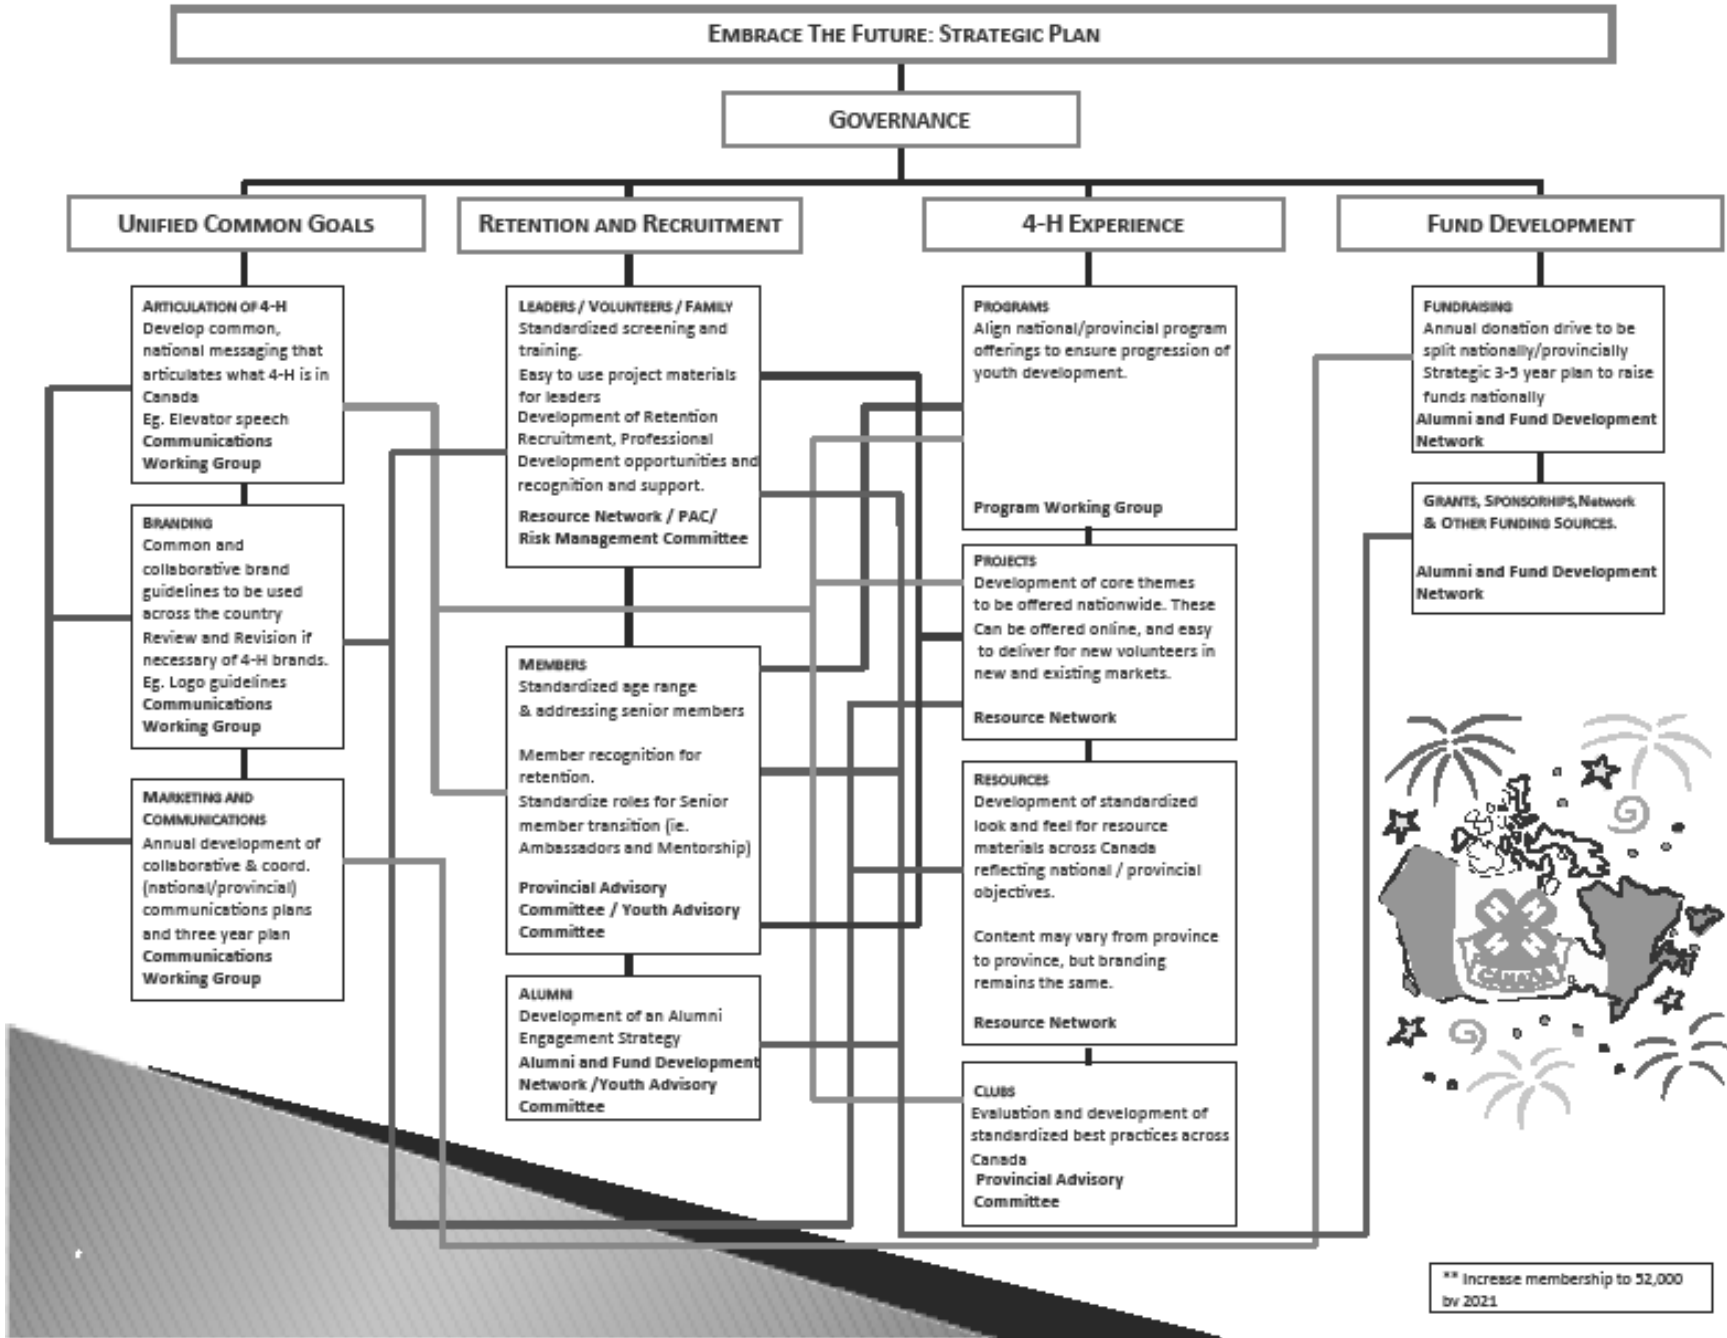 EMBRACE THE FUTURE: STRATEGIC PLAN
GOVERNANCE
UNIFIED COMMON GOALS
RETENTION AND RECRUITMENT
4-H EXPERIENCE
FUND DEVELOPMENT
ARTICULATION OF 4-H
Develop common,
national messaging that
articulates what 4-H is in
Canada
Eg. Elevator speech
Communications
Working Group
BRANDING
Common and
collaborative brand
guidelines to be used
across the country
Review and Revision if
necessary of 4-H brands.
Eg. Logo guidelines
Communications
Working Group
MARKETING AND
COMMUNICATIONS
Annual development of
collaborative & coord.
(national/provincial)
communications plans
and three year plan
Communications
Working Group
LEADERS / VOLUNTEERS / FAMILY
Standardized screening and
training.
Easy to use project materials
for leaders
Development of Retention
Recruitment, Professional
Development opportunities and
recognition and support.
Resource Network / PAC/
Risk Management Committee
MEMBERS
Standardized age range
& addressing senior members
Member recognition for
retention.
Standardize roles for Senior
member transition (ie.
Ambassadors and Mentorship)
Provincial Advisory
Committee / Youth Advisory
Committee
ALUMNI
Development of an Alumni
Engagement Strategy
Alumni and Fund Development
Network /Youth Advisory
Committee
PROGRAMS
Align national/provincial program
offerings to ensure progression of
youth development.
Program Working Group
PROJECTS
Development of core themes
to be offered nationwide. These
Can be offered online, and easy
to deliver for new volunteers in
new and existing markets.
Resource Network
RESOURCES
Development of standardized
look and feel for resource
materials across Canada
reflecting national / provincial
objectives.
Content may vary from province
to province, but branding
remains the same.
Resource Network
CLUBS
Evaluation and development of
standardized best practices across
Canada
Provincial Advisory
Committee
FUNDRAISING
Annual donation drive to be
split nationally/provincially
Strategic 3-5 year plan to raise
funds nationally
Alumni and Fund Development
Network
GRANTS, SPONSORHIPS,Network
& OTHER FUNDING SOURCES.
Alumni and Fund Development
Network
H H
H H
CANADA
** Increase membership to 52,000
by 2021